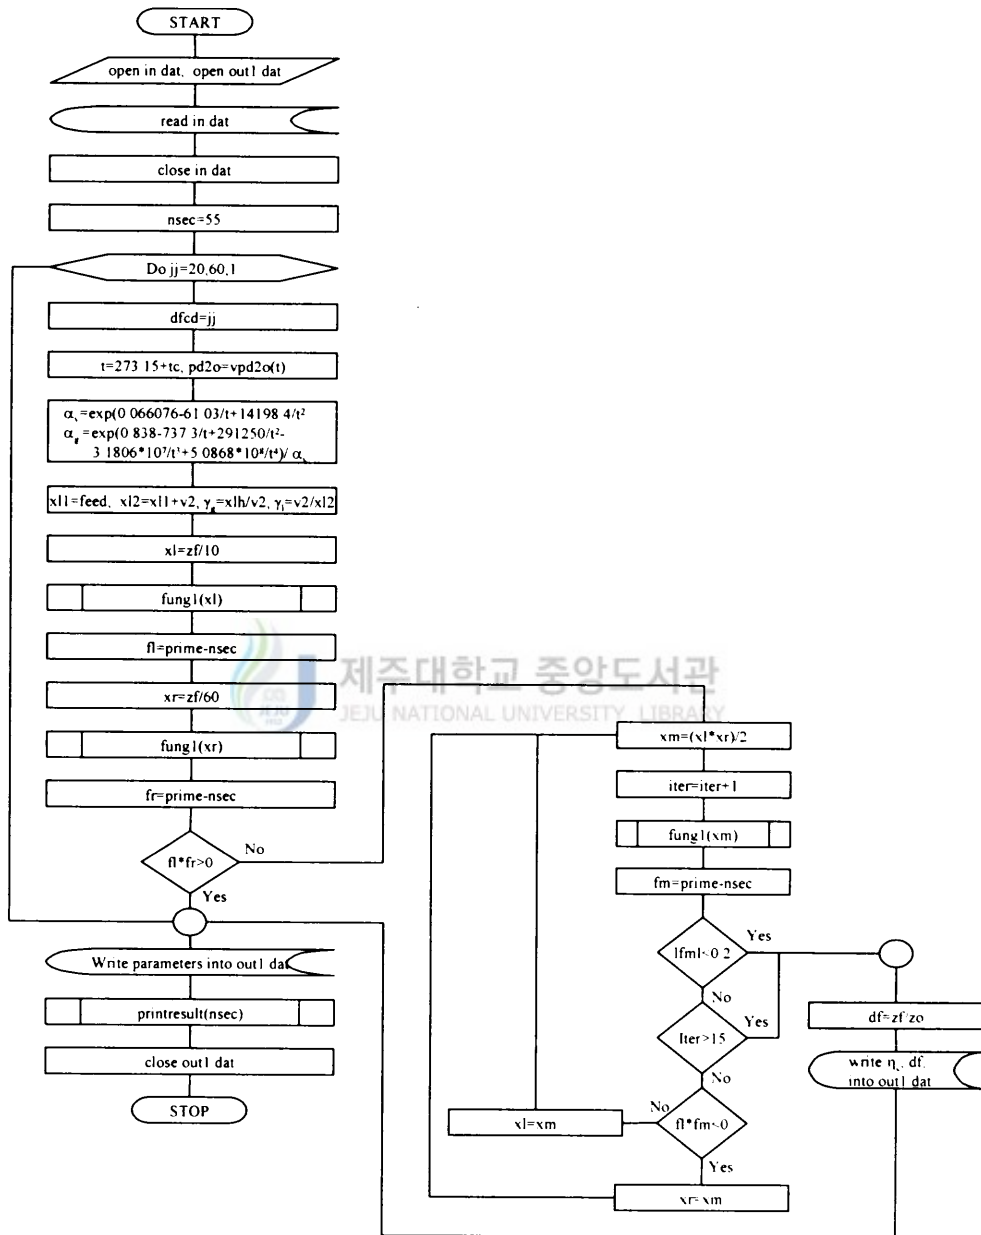 START
open in dat, open out1 dat
read in dat
close in dat
nsec=55
Do jj=20,60,1
dfcd=jj
t=273 15+tc, pd2o=vpd2o(t)
α =exp(0 066076-61 03/t+14198 4/t²
α =exp(0 838-737 3/t+291250/t²-
3 1806*10⁷/t³+5 0868*10⁸/t⁴)/ α
xl1=feed, xl2=xl1+v2, γ =xlh/v2, γ =v2/xl2
xl=zf/10
fung1(xl)
fl=prime-nsec
xr=zf/60
fung1(xr)
fr=prime-nsec
fl*fr>0
No
Yes
Write parameters into out1 dat
printresult(nsec)
close out1 dat
STOP
제주대학교 중앙도서관
JEJU NATIONAL UNIVERSITY LIBRARY
JEJU
1952
xm=(xl*xr)/2
iter=iter+1
fung1(xm)
fm=prime-nsec
lfml<0 2
Yes
No
Iter>15
Yes
No
fl*fm<0
No
Yes
xl=xm
xr=xm
df=zf/zo
write η , df,
into out1 dat